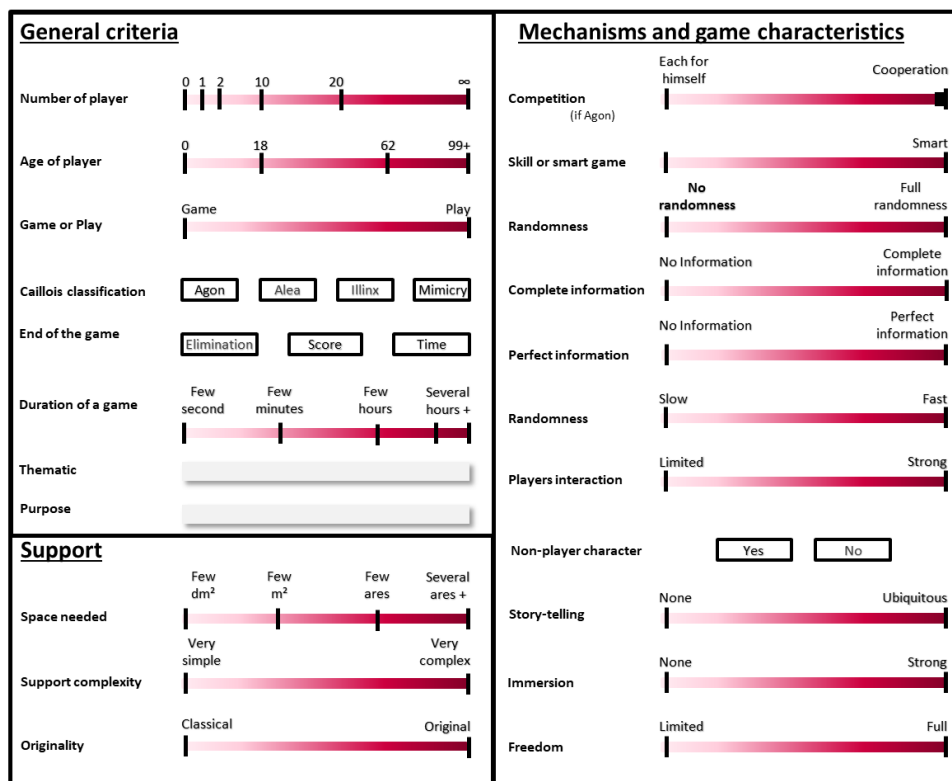 General criteria
0 1 2 10 20 ∞
Number of player
0 18 62 99+
Age of player
Game Play
Game or Play
Caillois classification
Agon Alea Illinx Mimicry
End of the game
Elimination Score Time
Few second
Few minutes
Few hours
Several hours +
Duration of a game
Thematic
Purpose
Support
Few dm²
Few m²
Few ares
Several ares +
Space needed
Very simple
Very complex
Support complexity
Classical Original
Originality
Mechanisms and game characteristics
Each for himself
Cooperation
Competition
(if Agon)
Smart
Skill or smart game
No randomness
Full randomness
Randomness
No Information
Complete information
Complete information
No Information
Perfect information
Perfect information
Slow Fast
Randomness
Limited Strong
Players interaction
Non-player character
Yes No
None Ubiquitous
Story-telling
None Strong
Immersion
Limited Full
Freedom